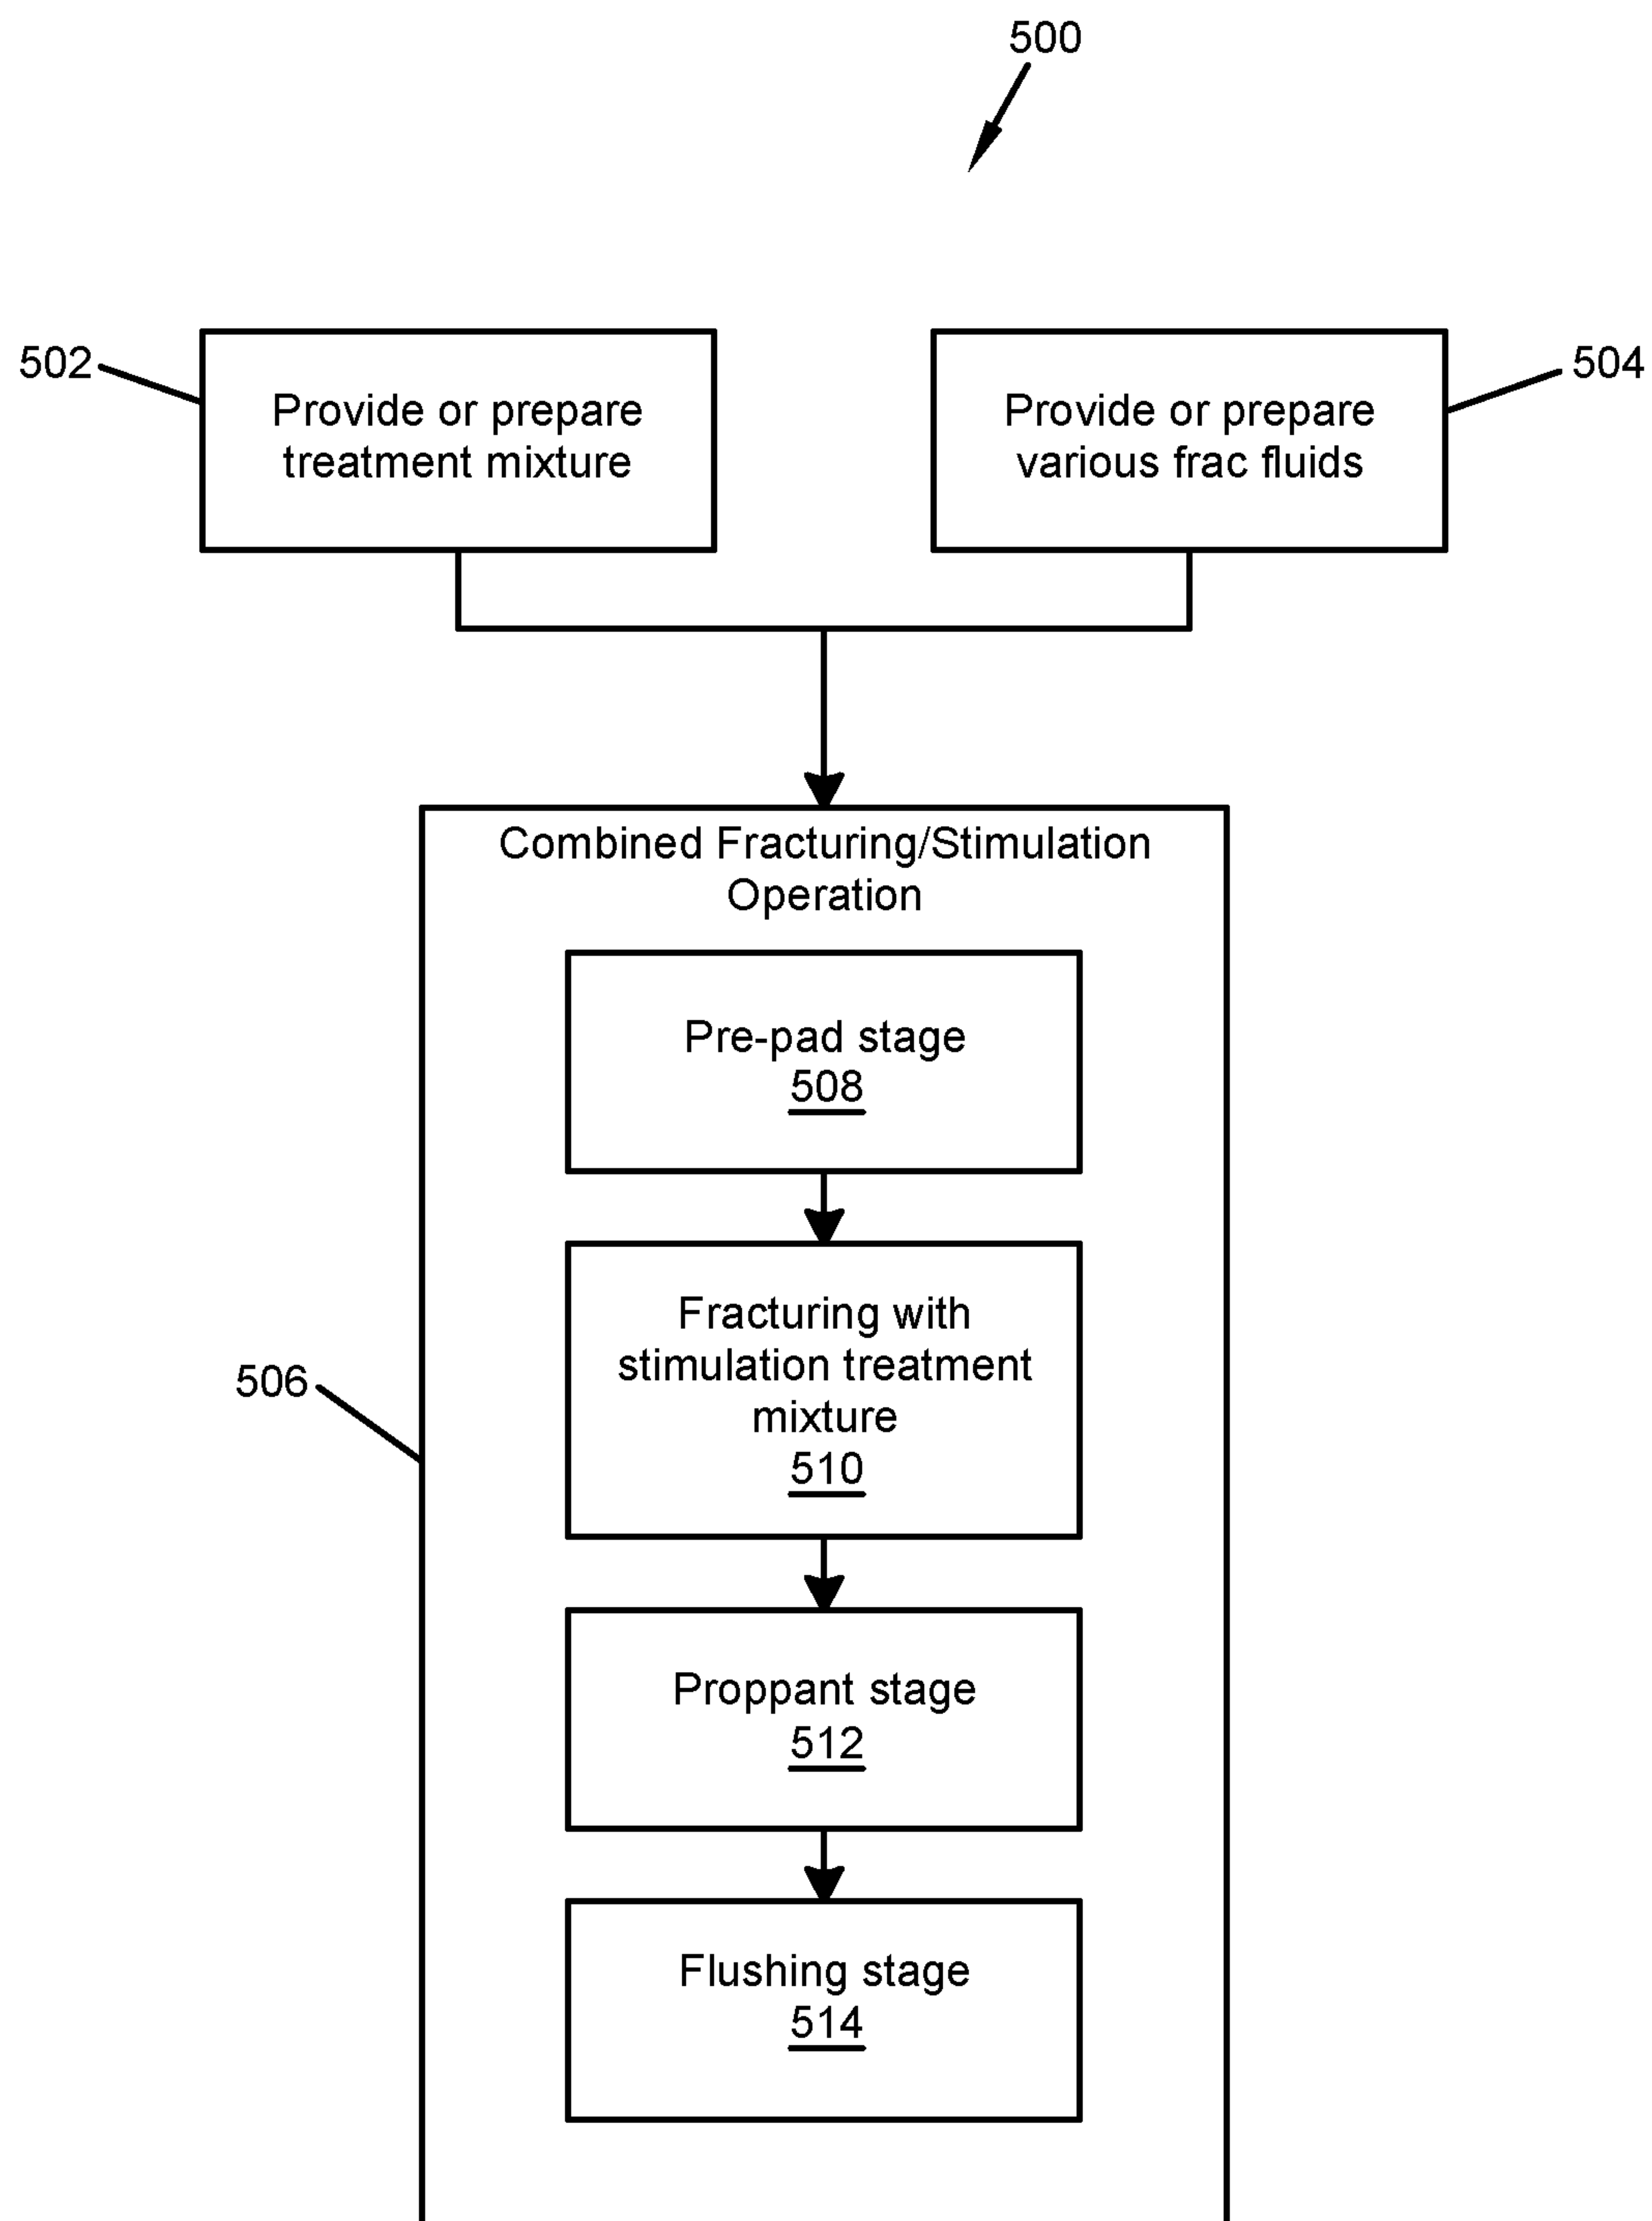 500
502
Provide or prepare
treatment mixture
Provide or prepare
various frac fluids
504
Combined Fracturing/Stimulation
Operation
Pre-pad stage
508
Fracturing with
stimulation treatment
mixture
510
506
Proppant stage
512
Flushing stage
514